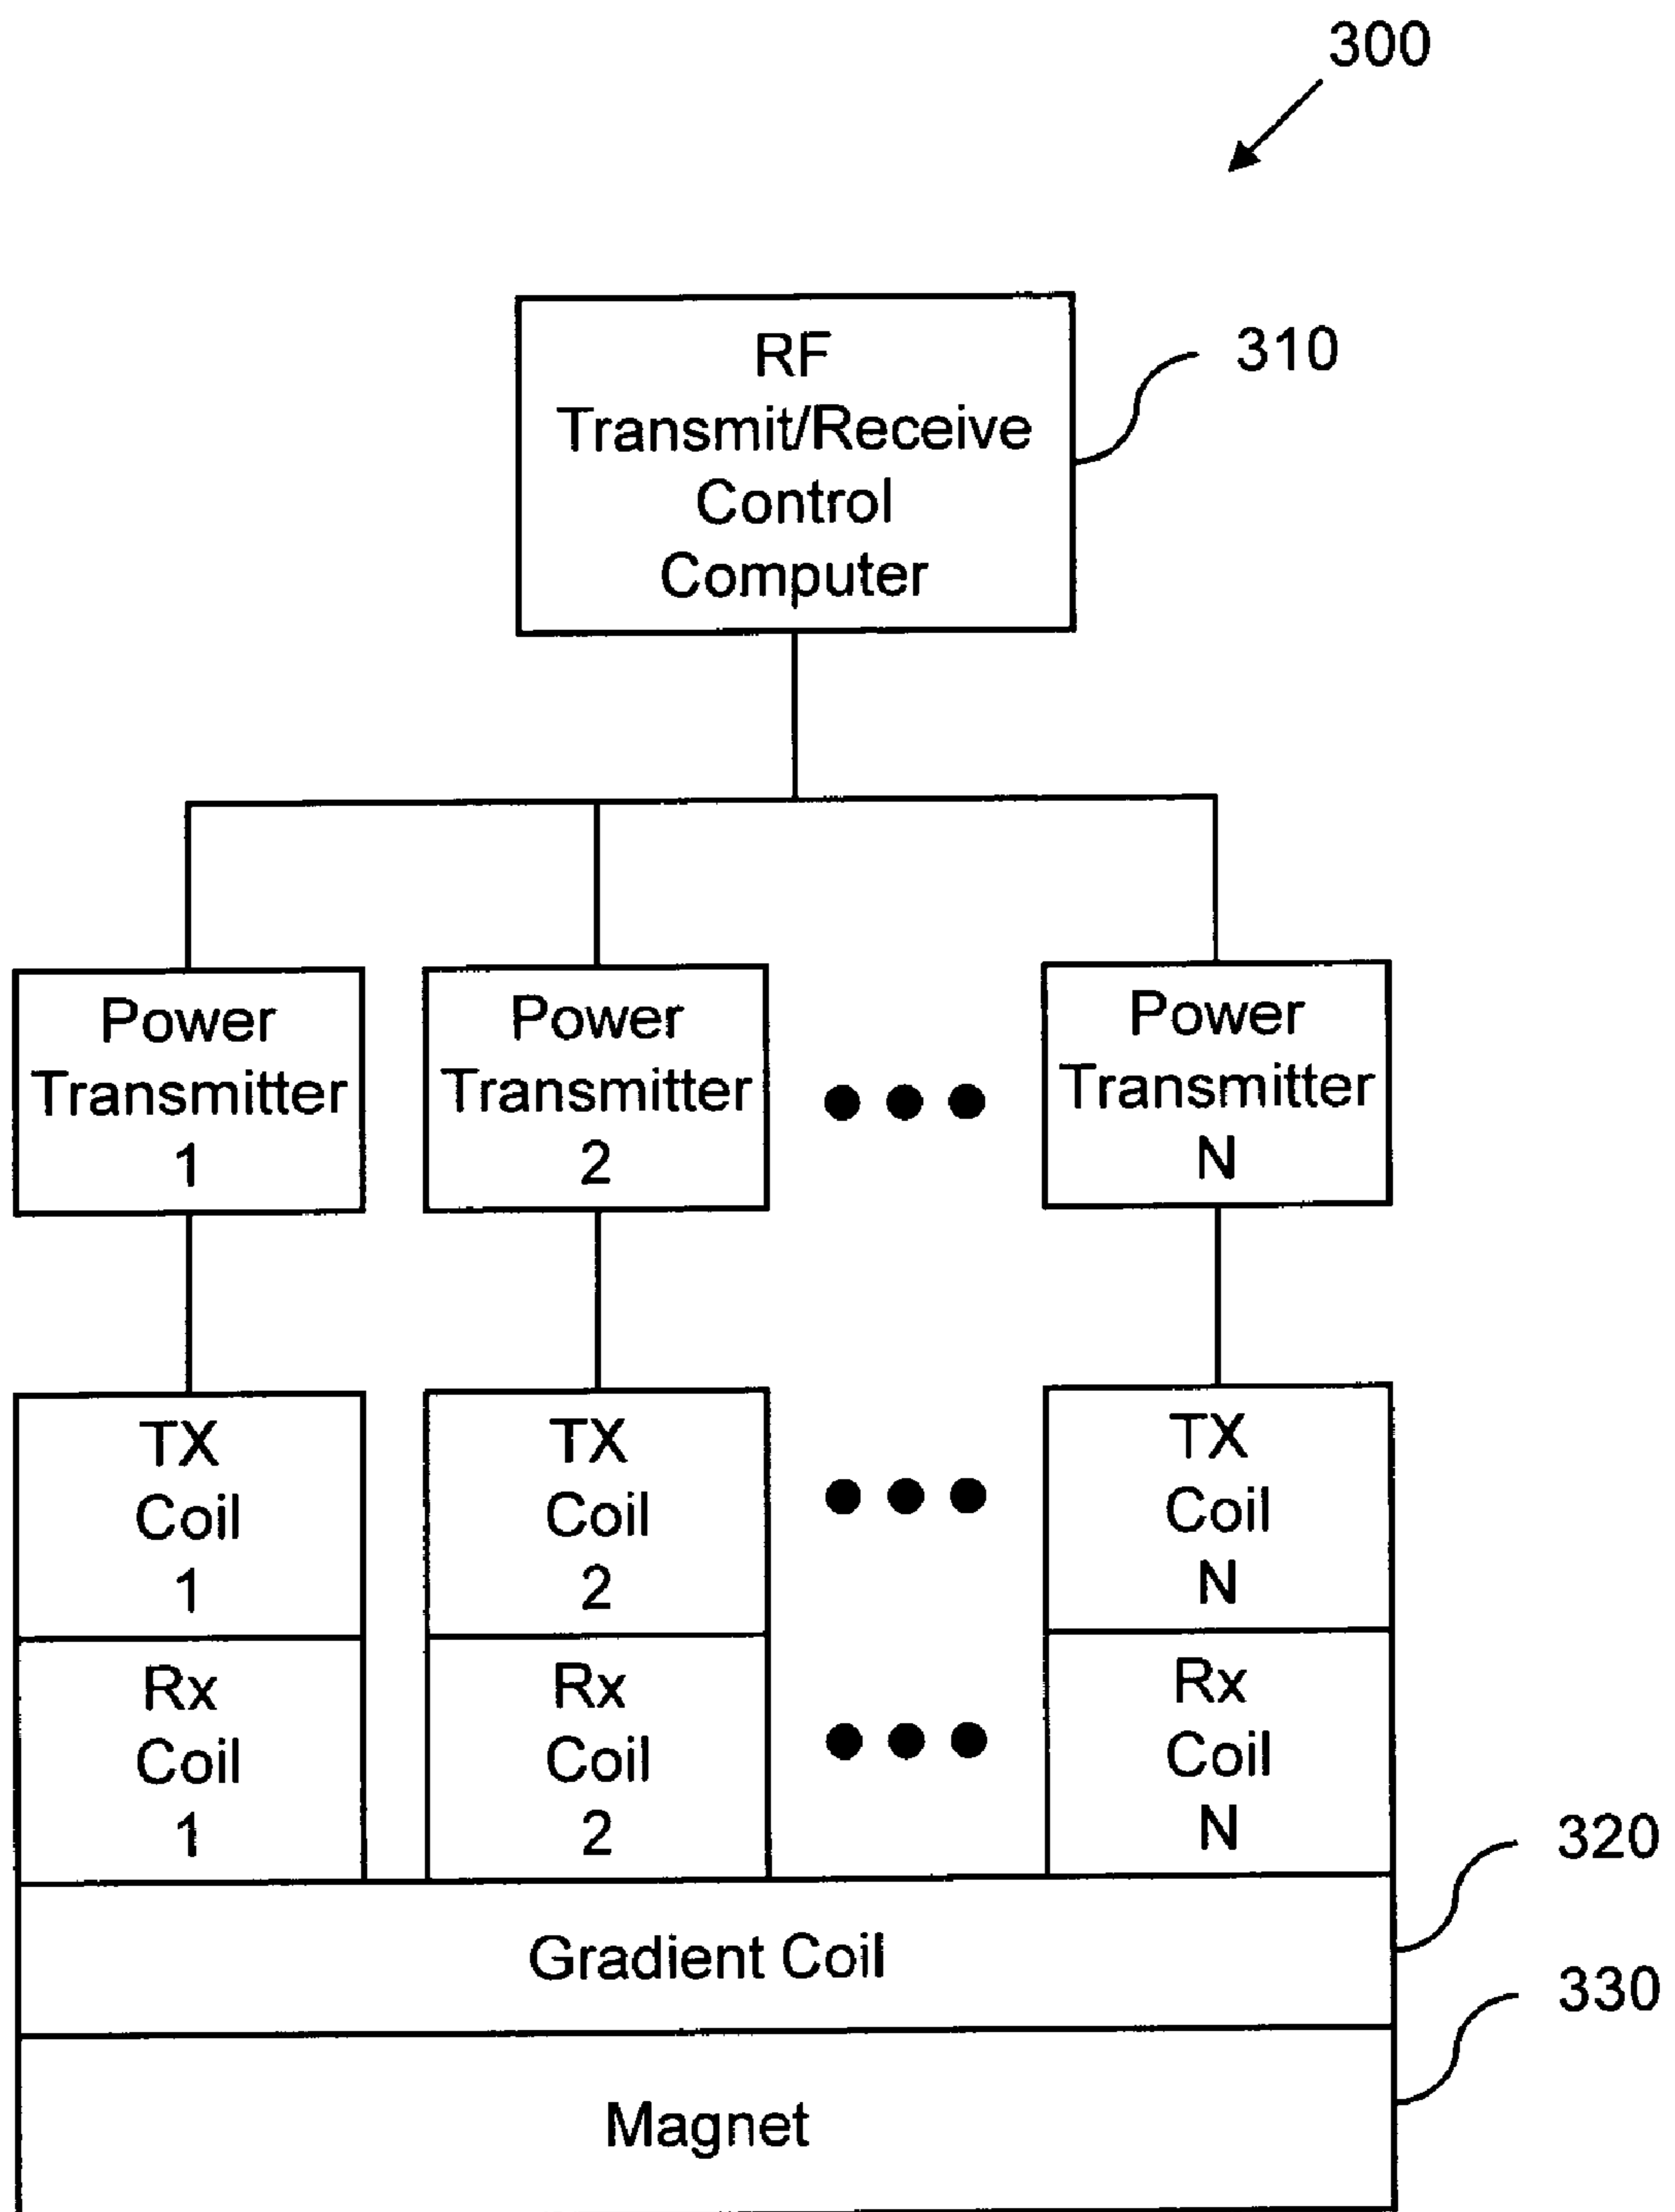 300
RF
Transmit/Receive
Control
Computer
310
Power
Transmitter
1
Power
Transmitter
2
Power
Transmitter
N
TX
Coil
1
TX
Coil
2
TX
Coil
N
Rx
Coil
1
Rx
Coil
2
Rx
Coil
N
320
Gradient Coil
330
Magnet